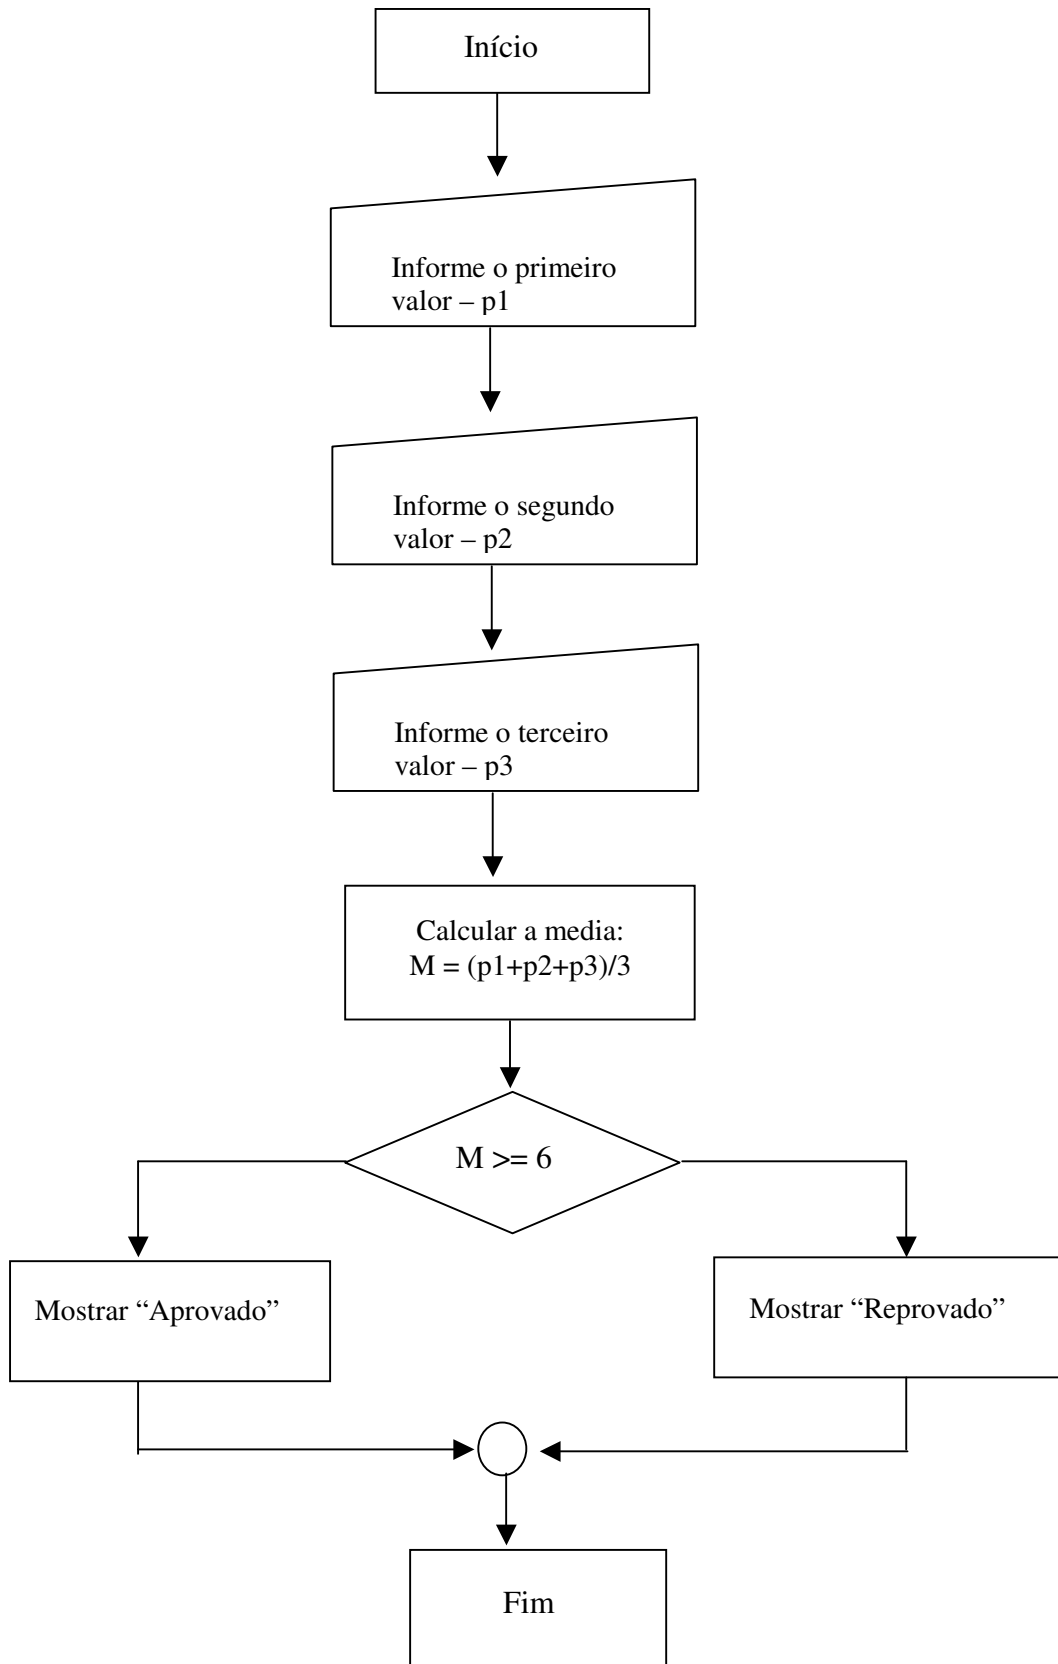 Início
Informe o primeiro
valor – p1
Informe o segundo
valor – p2
Informe o terceiro
valor – p3
Calcular a media:
M = (p1+p2+p3)/3
M >= 6
Mostrar “Aprovado”
Mostrar “Reprovado”
Fim